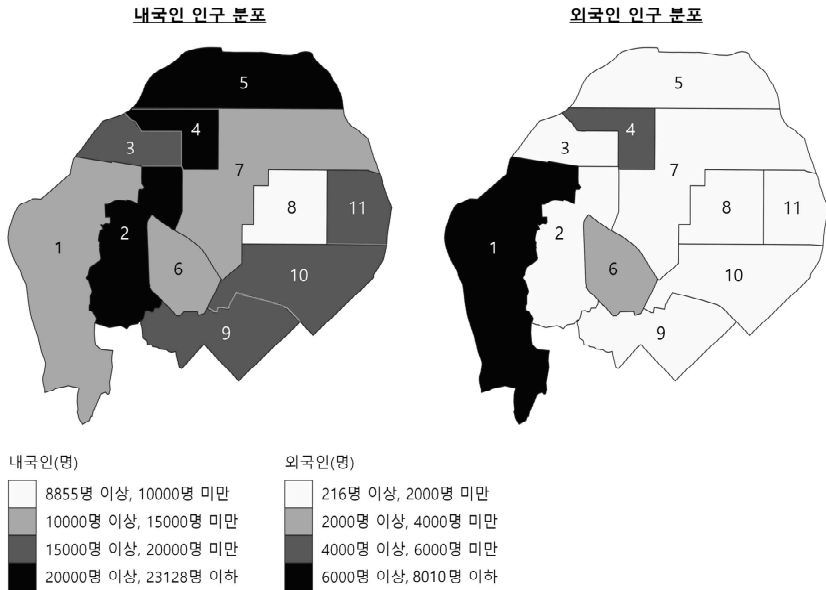 내국인 인구 분포
외국인 인구 분포
5
4
3
7
8
11
2
1
6
10
9
5
4
3
7
8
11
2
1
6
10
9
내국인(명)
8855명 이상, 10000명 미만
10000명 이상, 15000명 미만
15000명 이상, 20000명 미만
20000명 이상, 23128명 이하
외국인(명)
216명 이상, 2000명 미만
2000명 이상, 4000명 미만
4000명 이상, 6000명 미만
6000명 이상, 8010명 이하